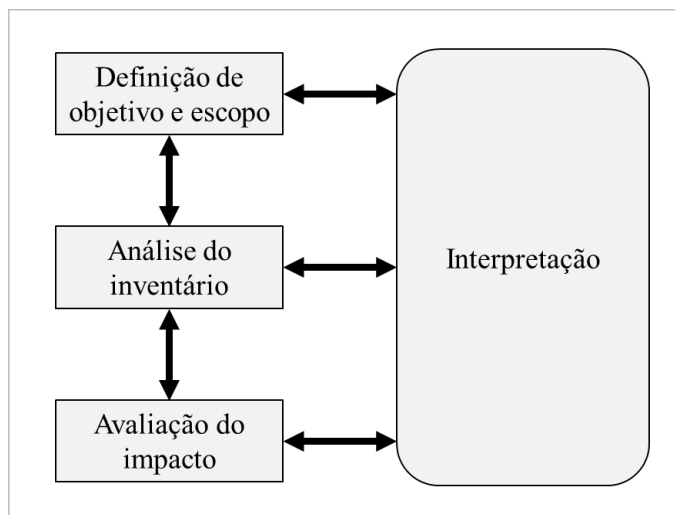 Definição de
objetivo e escopo
Análise do
inventário
Interpretação
Avaliação do
impacto